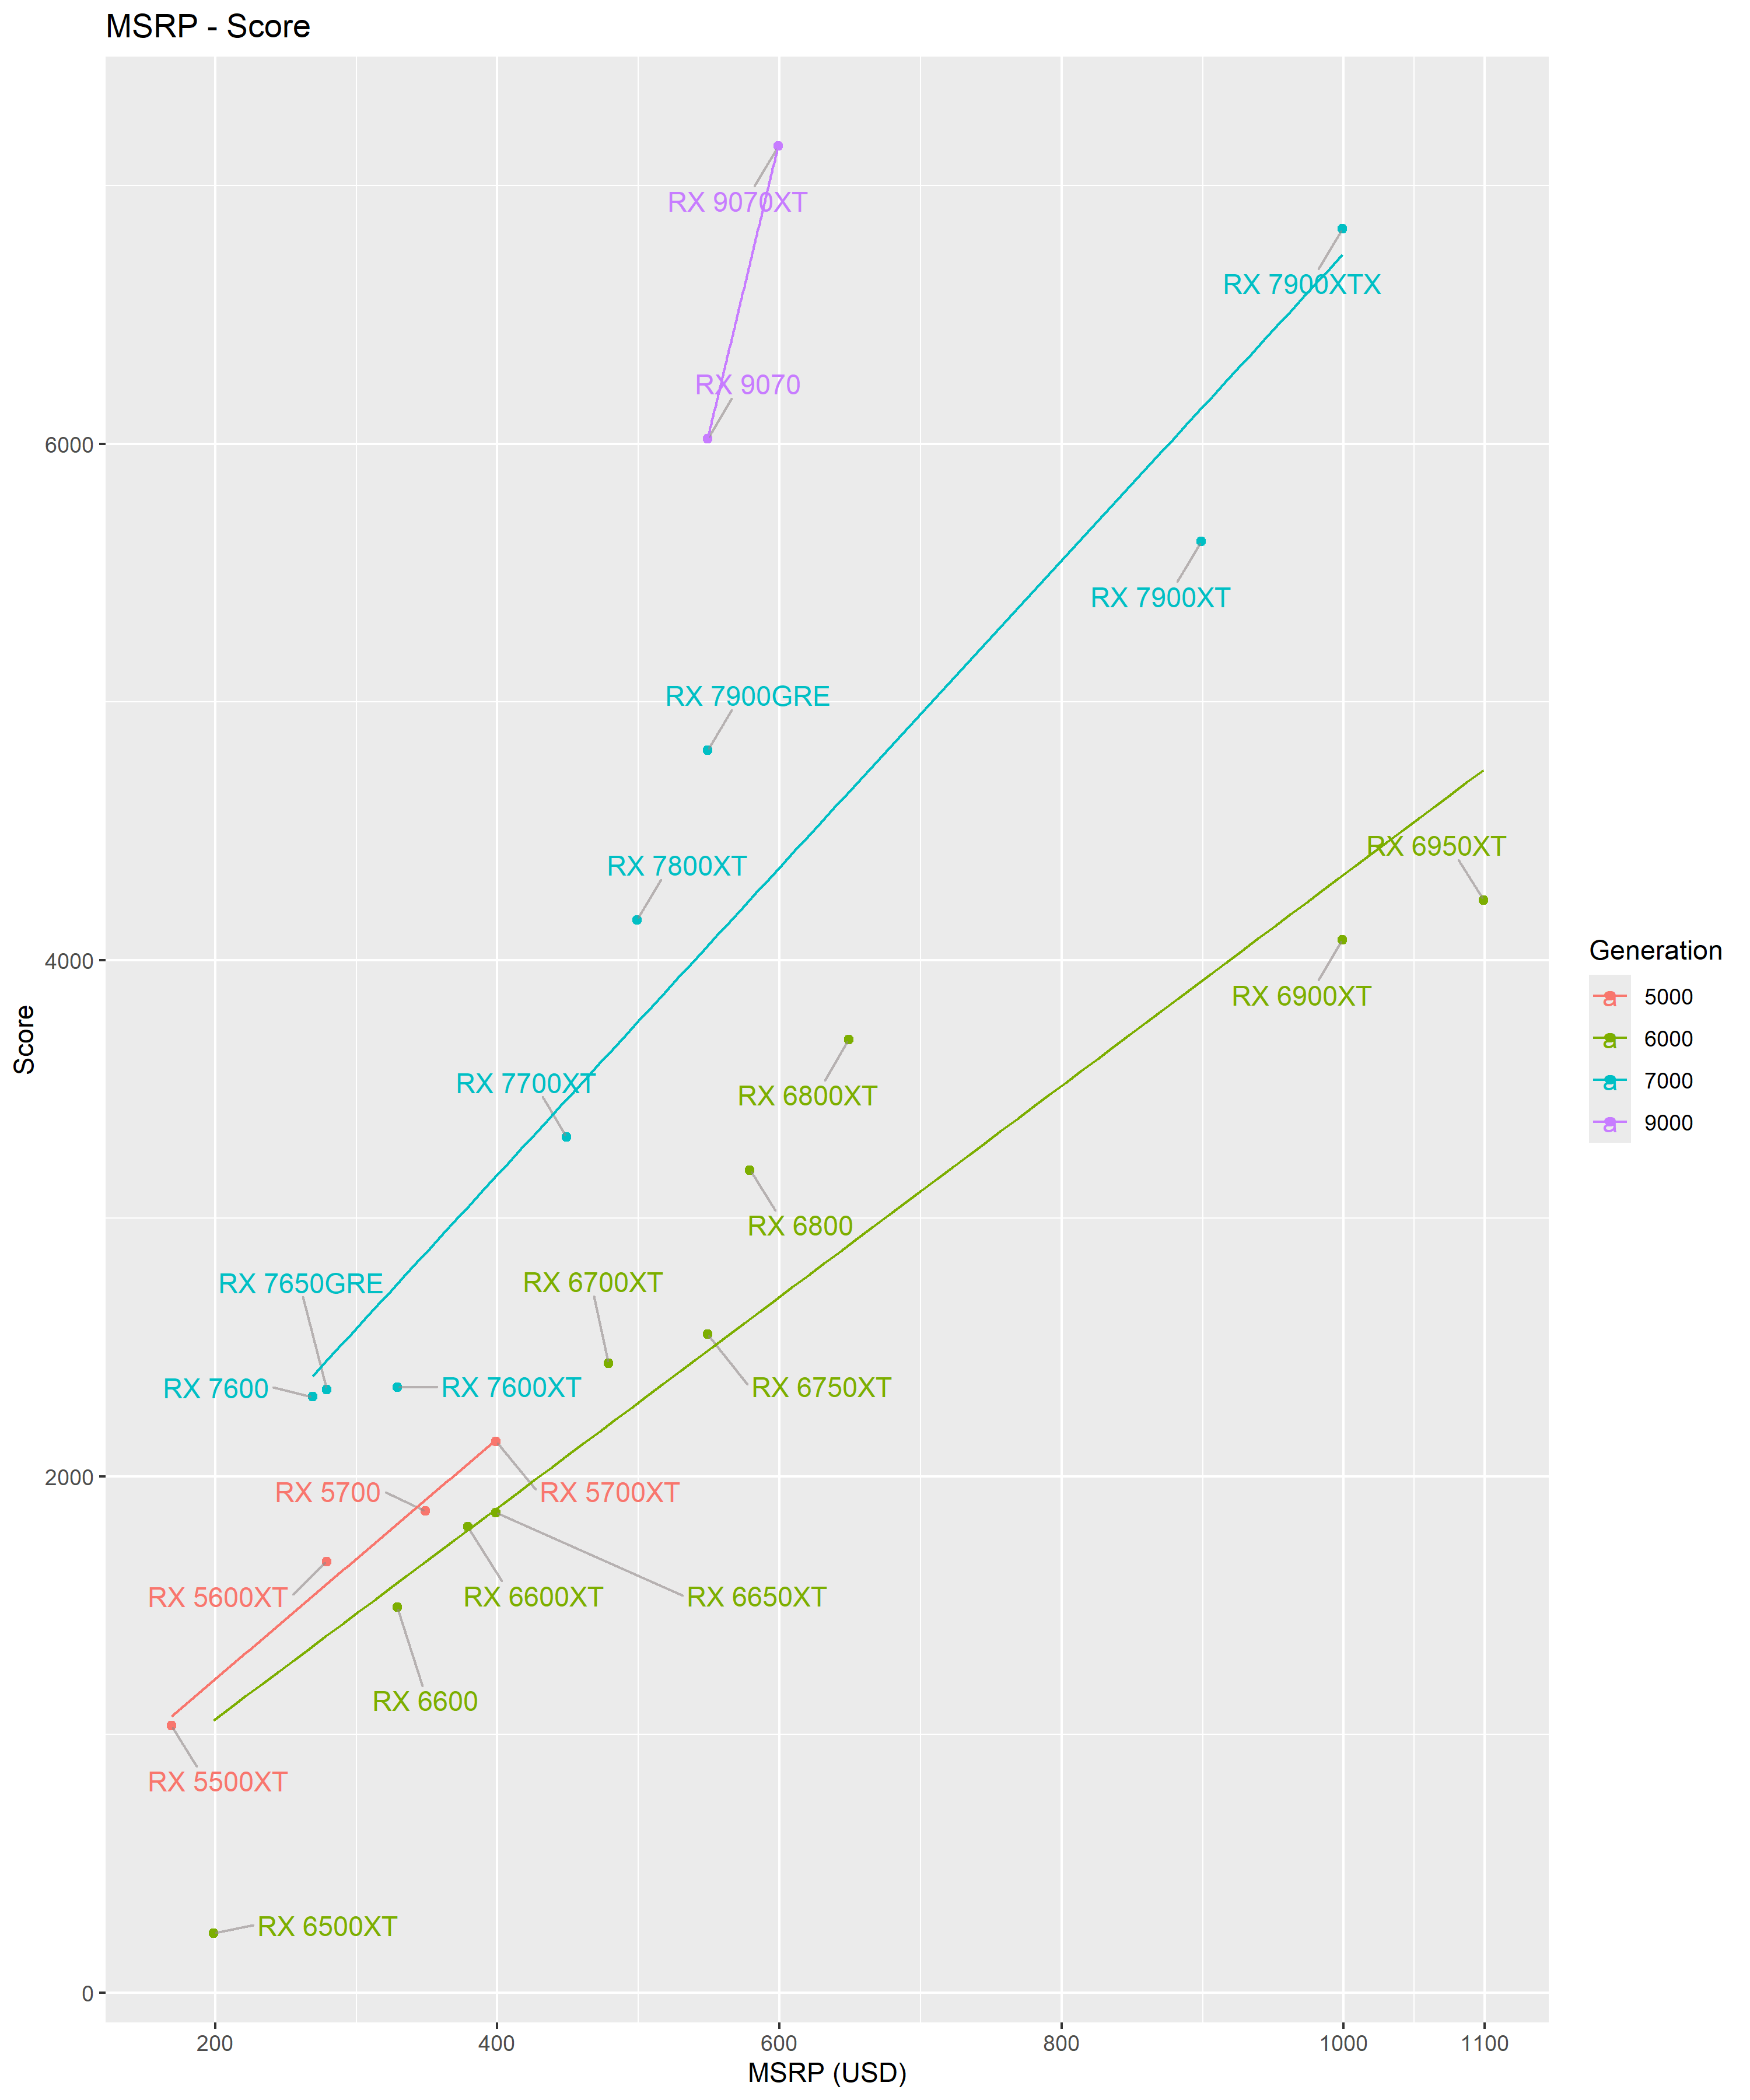 MSRP - Score
RX 9070XT
RX 7900XTX
RX 9070
6000
RX 7900XT
RX 7900GRE
RX 6950XT
RX 7800XT
4000
RX 6900XT
Generation
5000
6000
7000
9000
Score
RX 7700XT
RX 6800XT
RX 6800
RX 7650GRE
RX 6700XT
RX 7600
RX 7600XT
RX 6750XT
2000
RX 5700
RX 5700XT
RX 5600XT
RX 6600XT
RX 6650XT
RX 6600
RX 5500XT
RX 6500XT
0
200 400 600 800 1000 1100
MSRP (USD)